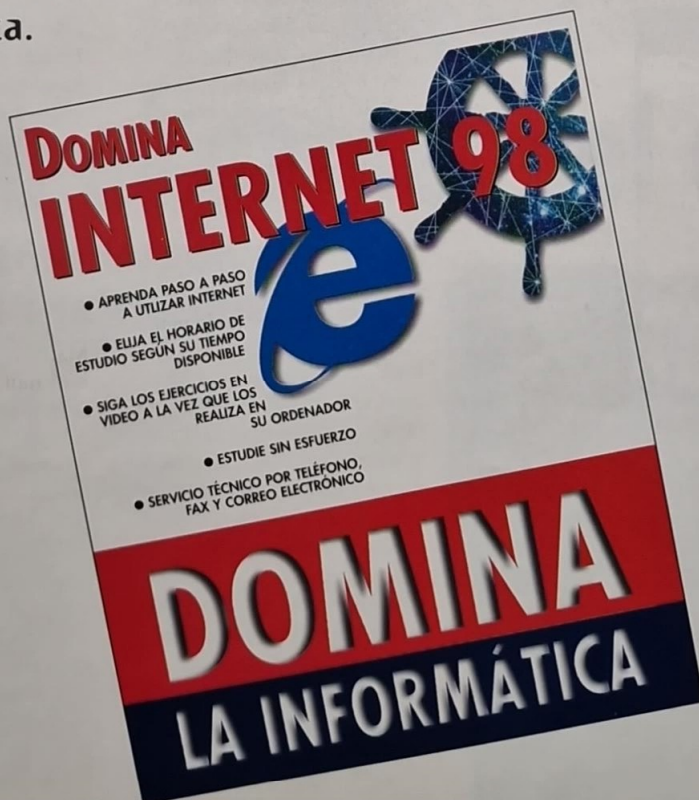 a.
DOMINA
INTERNET 98
e
• APRENDA PASO A PASO
A UTLIZAR INTERNET
• ELIJA EL HORARIO DE
ESTUDIO SEGÚN SU TIEMPO
DISPONIBLE
• SIGA LOS EJERCICIOS EN
VIDEO A LA VEZ QUE LOS
REALIZA EN
SU ORDENADOR
• ESTUDIE SIN ESFUERZO
• SERVICIO TÉCNICO POR TELÉFONO,
FAX Y CORREO ELECTRÓNICO
DOMINA
LA INFORMÁTICA